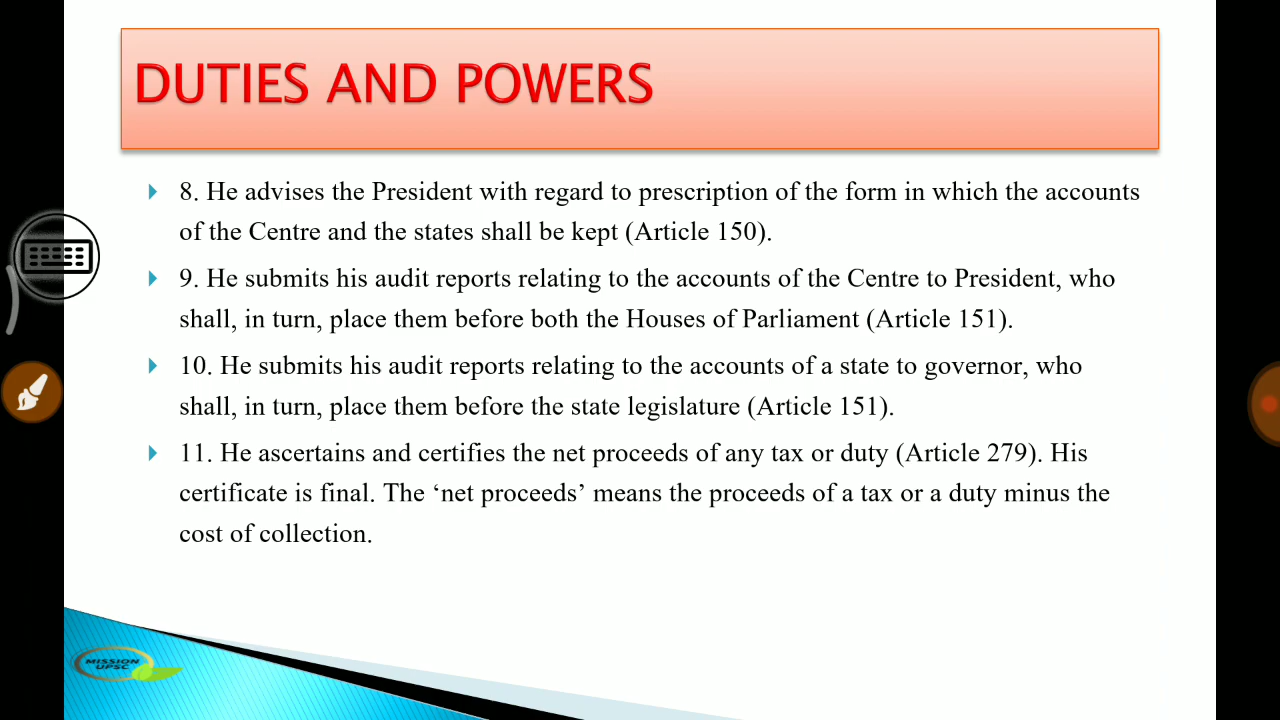 DUTIES AND POWERS
8. He advises the President with regard to prescription of the form in which the accounts
of the Centre and the states shall be kept (Article 150).
9. He submits his audit reports relating to the accounts of the Centre to President, who
shall, in turn, place them before both the Houses of Parliament (Article 151).
10. He submits his audit reports relating to the accounts of a state to governor, who
shall, in turn, place them before the state legislature (Article 151).
11. He ascertains and certifies the net proceeds of any tax or duty (Article 279). His
certificate is final. The ‘net proceeds’ means the proceeds of a tax or a duty minus the
cost of collection.
MISSION
UPSC